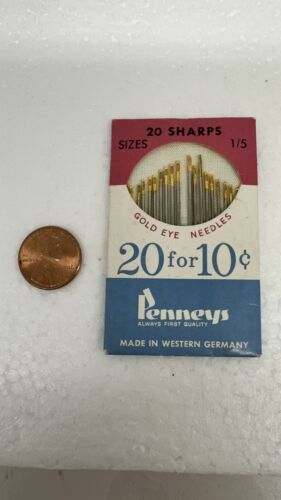 20 SHARPS
SIZES 1/5
GOLD EYE NEEDLES
20 for 10¢
Penneys
ALWAYS FIRST QUALITY
MADE IN WESTERN GERMANY